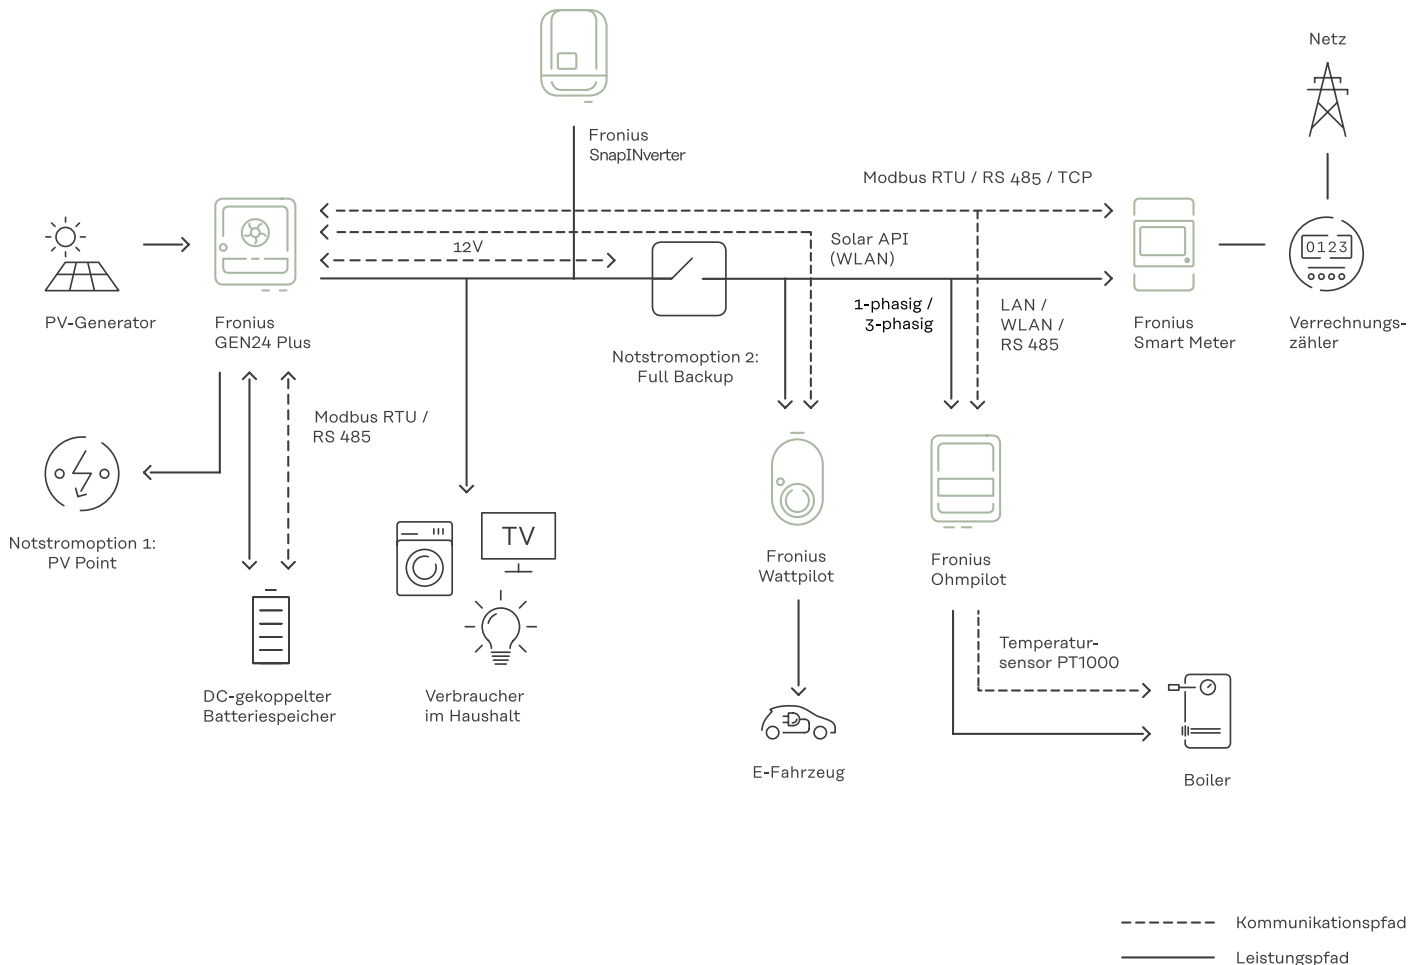 Netz
Fronius
SnapINverter
Modbus RTU / RS 485 / TCP
12V
Solar API
(WLAN)
0123
PV-Generator
Fronius
GEN24 Plus
1-phasig /
3-phasig
LAN /
WLAN /
RS 485
Fronius
Smart Meter
Verrechnungs-
zähler
Notstromoption 2:
Full Backup
Modbus RTU /
RS 485
Notstromoption 1:
PV Point
TV
Fronius
Wattpilot
Fronius
Ohmpilot
Temperatur-
sensor PT1000
DC-gekoppelter
Batteriespeicher
Verbraucher
im Haushalt
E-Fahrzeug
Boiler
Kommunikationspfad
Leistungspfad